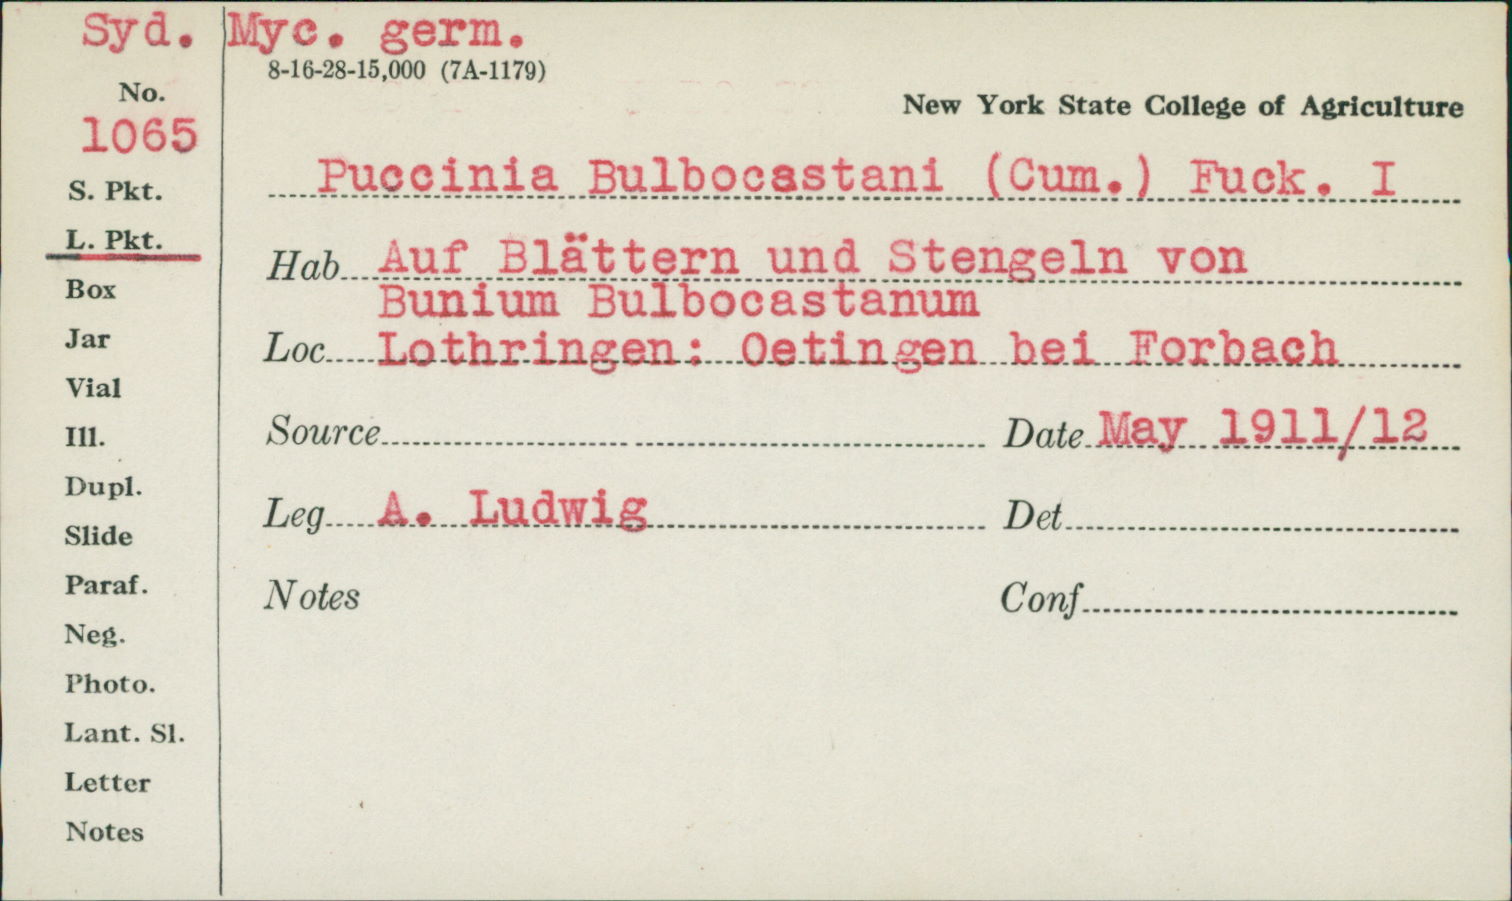 Syd. Myc. germ.
8-16-28-15,000 (7A-1179)
No.
1065
New York State College of Agriculture
Puccinia Bulbocastani (Cum.) Fuck. I
S. Pkt.
L. Pkt.
Box
Jar
Vial
Ill.
Dupl.
Slide
Paraf.
Neg.
Photo.
Lant. Sl.
Letter
Notes
Hab. Auf Blättern und Stengeln von
Bunium Bulbocastanum
Loc. Lothringen: Oetingen bei Forbach
Source Date May 1911/12
Leg. A. Ludwig Det.
Notes Conf.